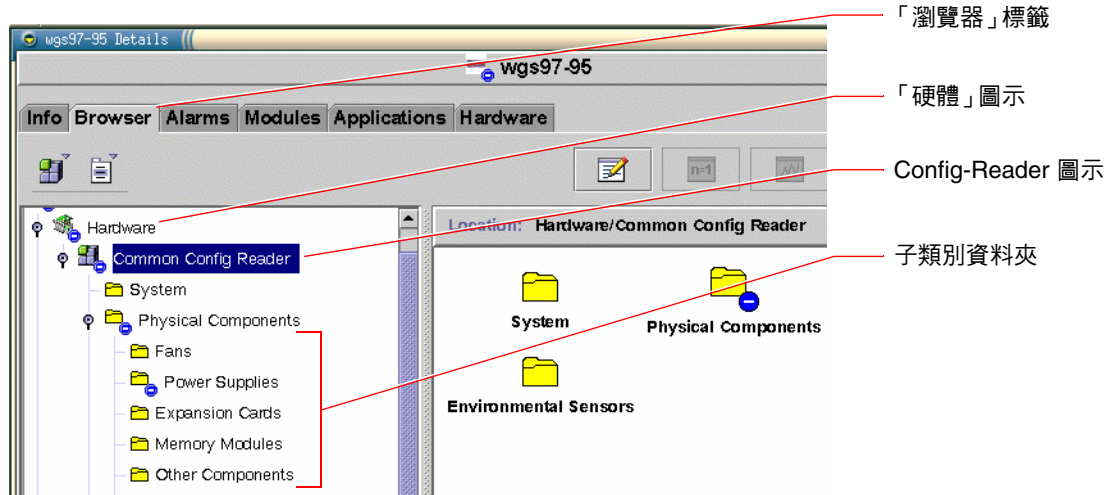 「瀏覽器」標籤
wgs97-95 Details
wgs97-95
「硬體」圖示
Info Browser Alarms Modules Applications Hardware
n=1
Config-Reader 圖示
Hardware
Location: Hardware/Common Config Reader
Common Config Reader
子類別資料夾
System
Physical Components
Fans
Power Supplies
Expansion Cards
Memory Modules
Other Components
System
Physical Components
Environmental Sensors